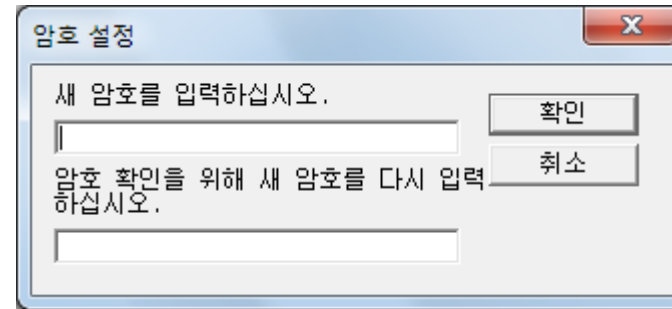 암호 설정
새 암호를 입력하십시오.
확인
취소
암호 확인을 위해 새 암호를 다시 입력
하십시오.